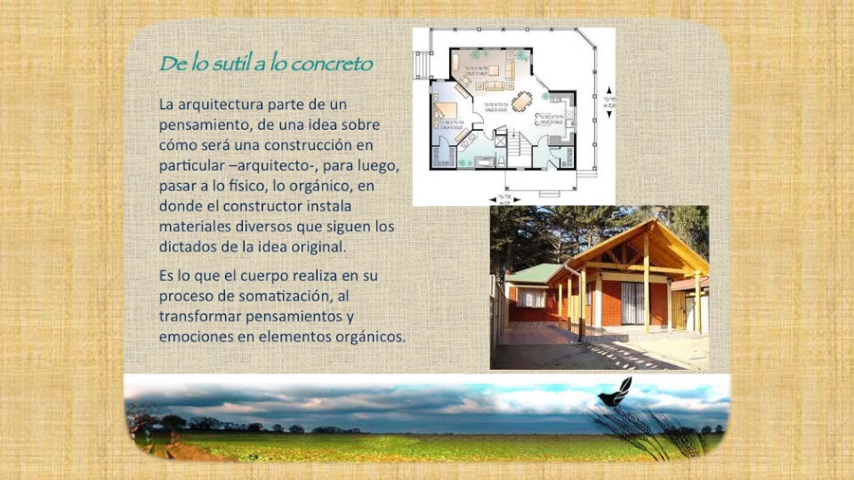 De lo sutil a lo concreto
La arquitectura parte de un
pensamiento, de una idea sobre
cómo será una construcción en
particular –arquitecto-, para luego,
pasar a lo físico, lo orgánico, en
donde el constructor instala
materiales diversos que siguen los
dictados de la idea original.
Es lo que el cuerpo realiza en su
proceso de somatización, al
transformar pensamientos y
emociones en elementos orgánicos.